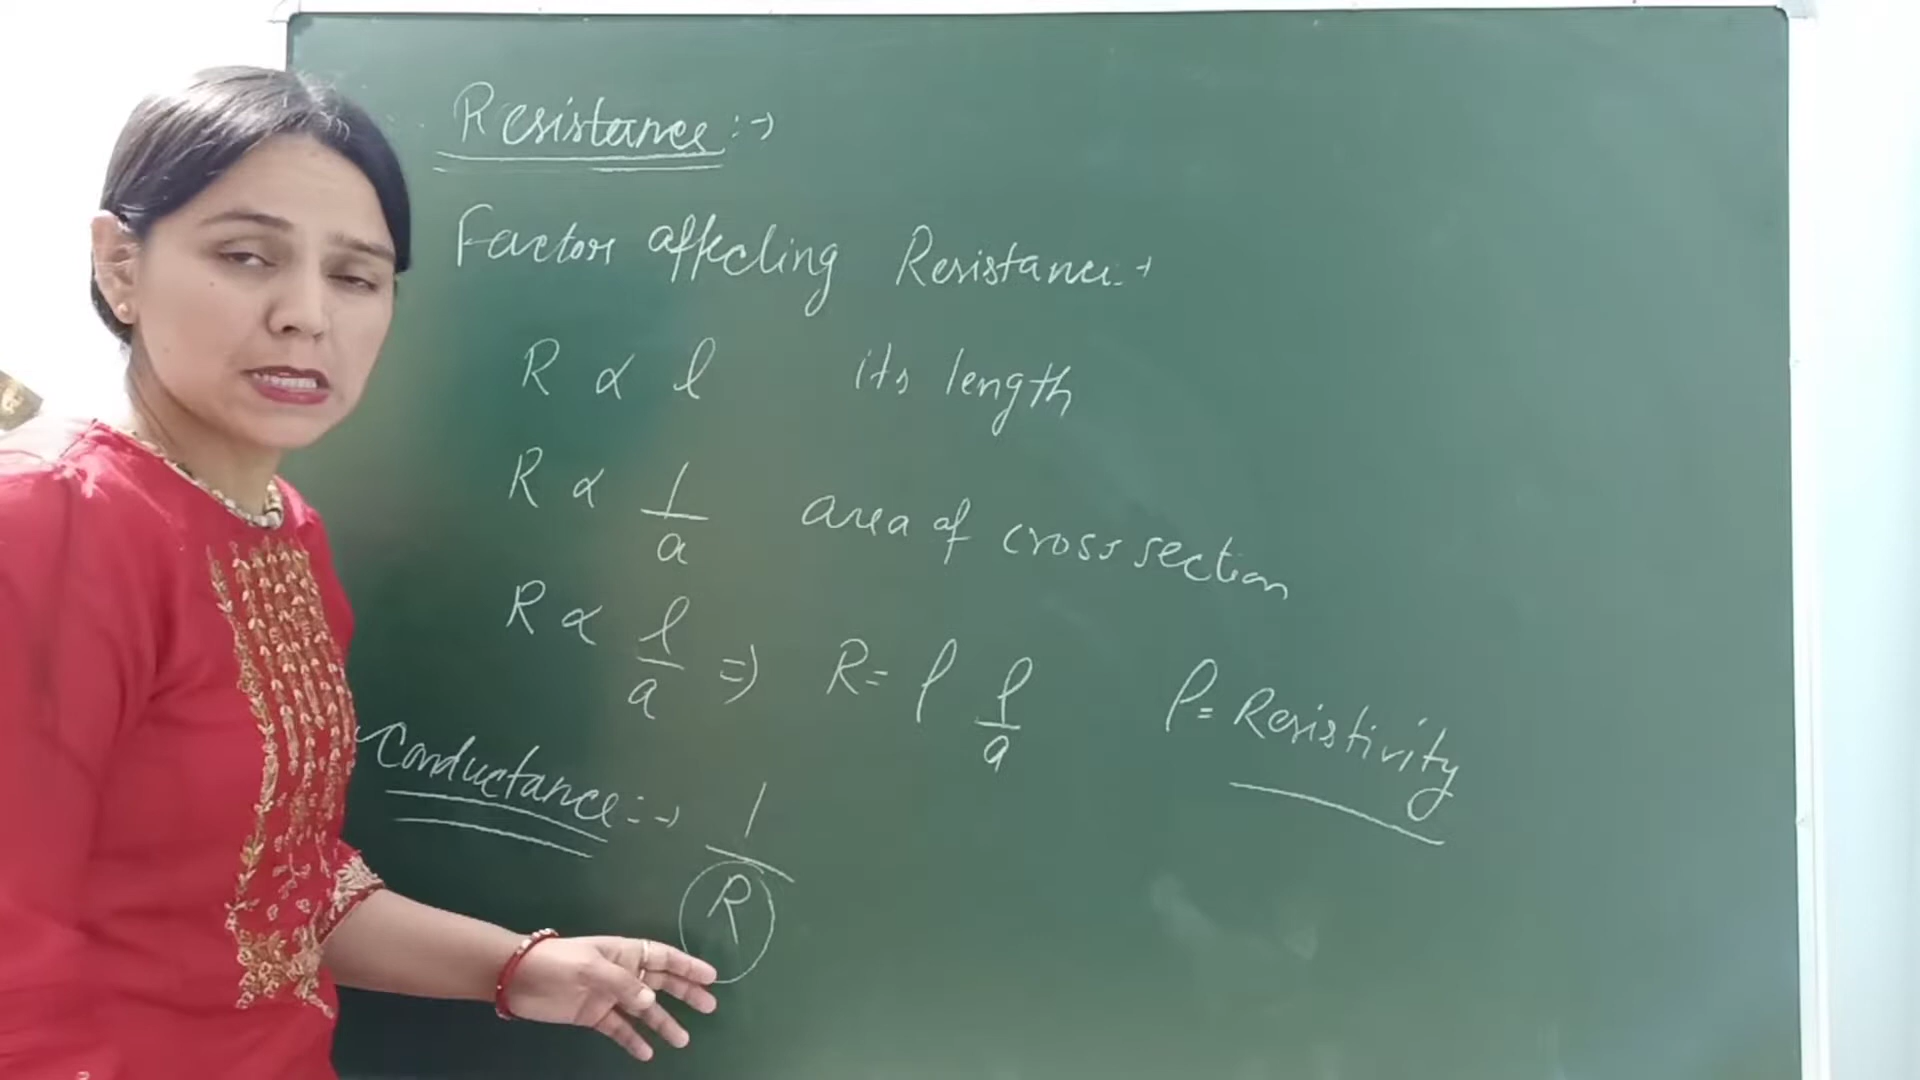 Resistance :→
Factors affecting Resistance :→
R ∝ l its length
R ∝ 1/a area of cross section
R ∝ l/a ⇒ R = ρ l/a ρ = Resistivity
Conductance :→ 1/R